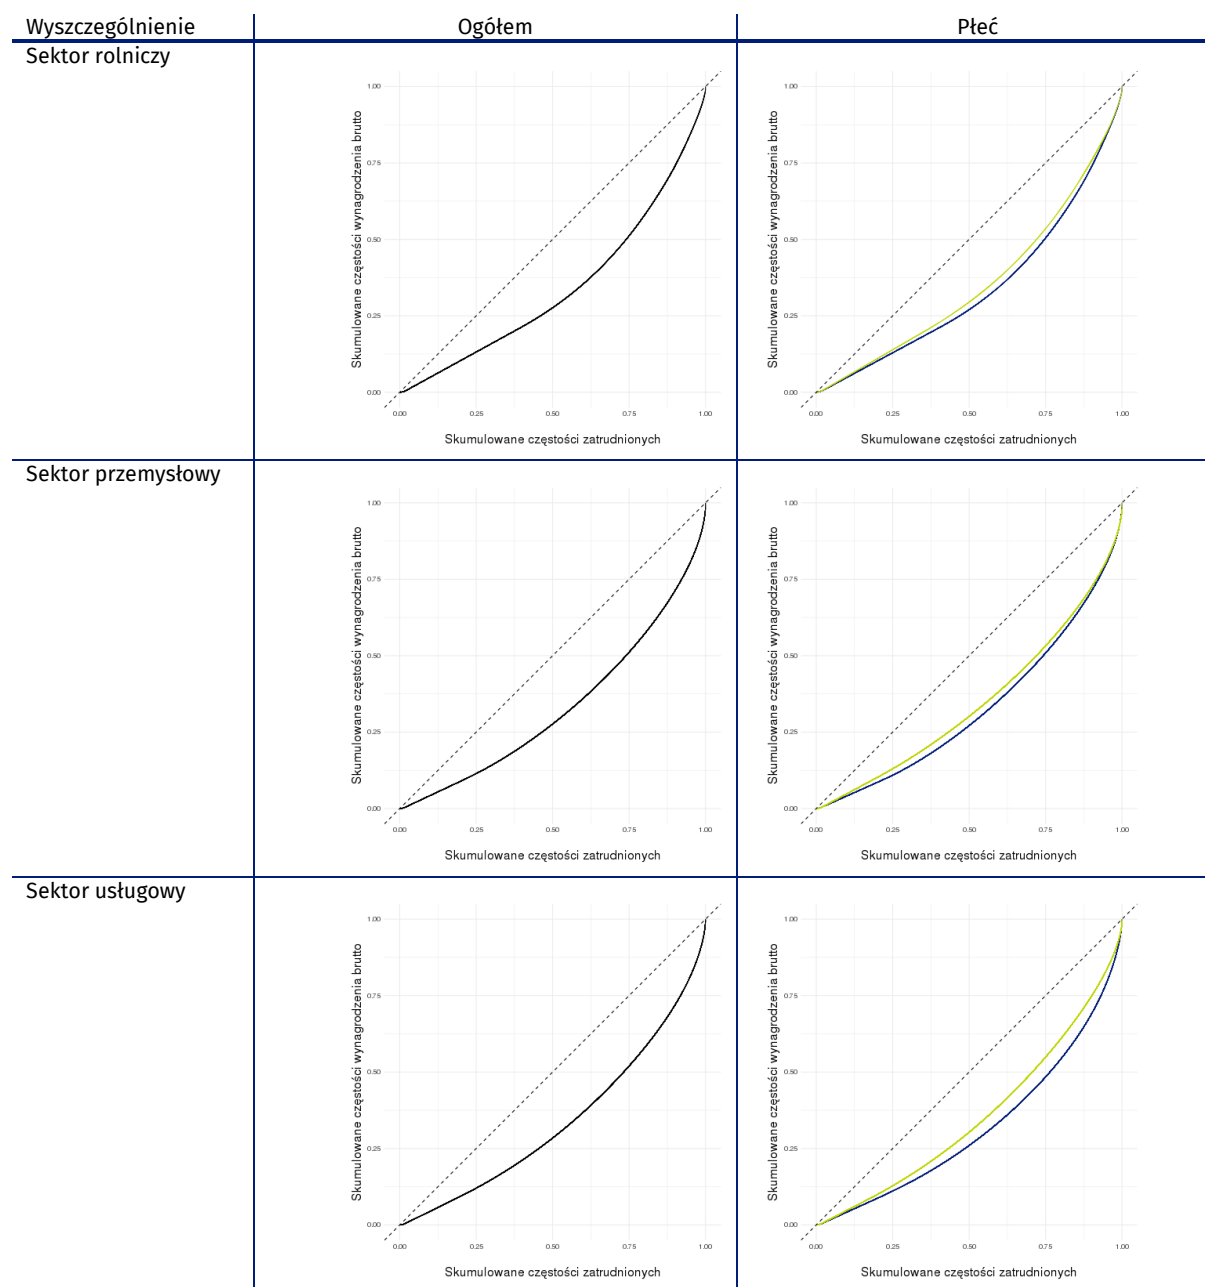 Wyszczególnienie Ogółem Płeć
Sektor rolniczy
Skumulowane częstości wynagrodzenia brutto
1.00
0.75
0.50
0.25
0.00
0.00 0.25 0.50 0.75 1.00
Skumulowane częstości zatrudnionych
Skumulowane częstości wynagrodzenia brutto
1.00
0.75
0.50
0.25
0.00
0.00 0.25 0.50 0.75 1.00
Skumulowane częstości zatrudnionych
Sektor przemysłowy
Skumulowane częstości wynagrodzenia brutto
1.00
0.75
0.50
0.25
0.00
0.00 0.25 0.50 0.75 1.00
Skumulowane częstości zatrudnionych
Skumulowane częstości wynagrodzenia brutto
1.00
0.75
0.50
0.25
0.00
0.00 0.25 0.50 0.75 1.00
Skumulowane częstości zatrudnionych
Sektor usługowy
Skumulowane częstości wynagrodzenia brutto
1.00
0.75
0.50
0.25
0.00
0.00 0.25 0.50 0.75 1.00
Skumulowane częstości zatrudnionych
Skumulowane częstości wynagrodzenia brutto
1.00
0.75
0.50
0.25
0.00
0.00 0.25 0.50 0.75 1.00
Skumulowane częstości zatrudnionych